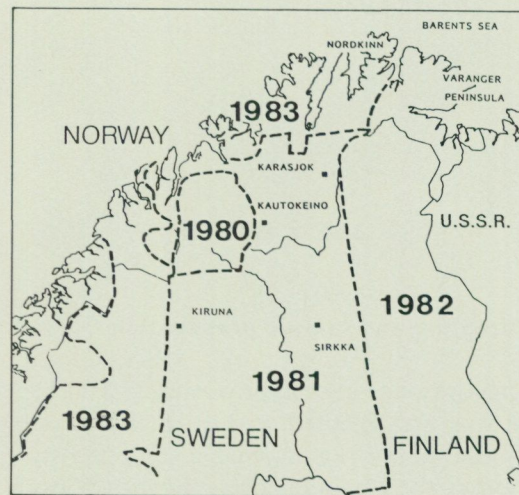 BARENTS SEA
NORDKINN
VARANGER
PENINSULA
1983
NORWAY
KARASJOK
KAUTOKEINO
1980
U.S.S.R.
1982
KIRUNA
SIRKKA
1981
1983
SWEDEN
FINLAND